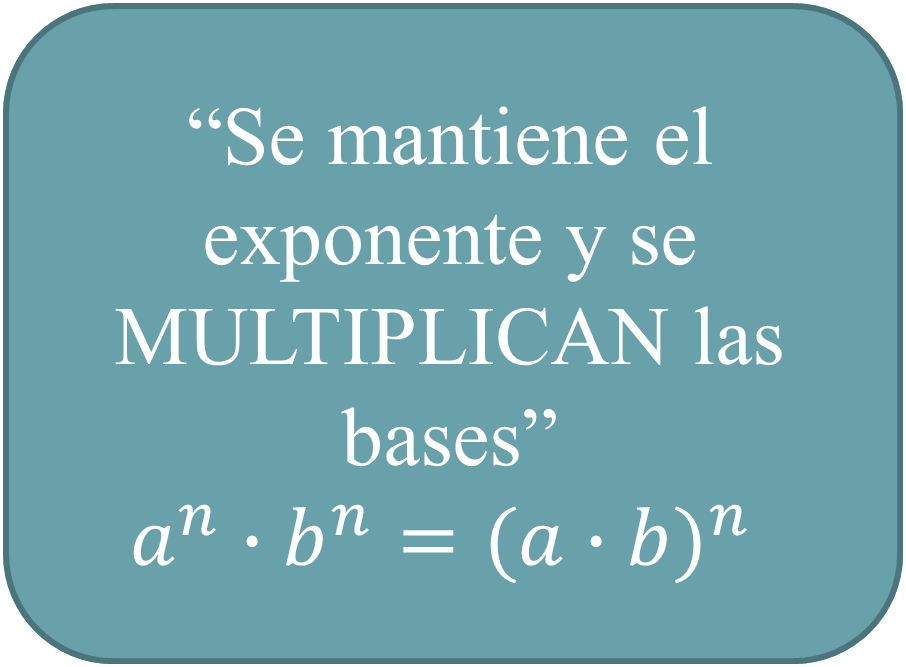 “Se mantiene el
exponente y se
MULTIPLICAN las
bases”
𝑎ⁿ · 𝑏ⁿ = (𝑎 · 𝑏)ⁿ